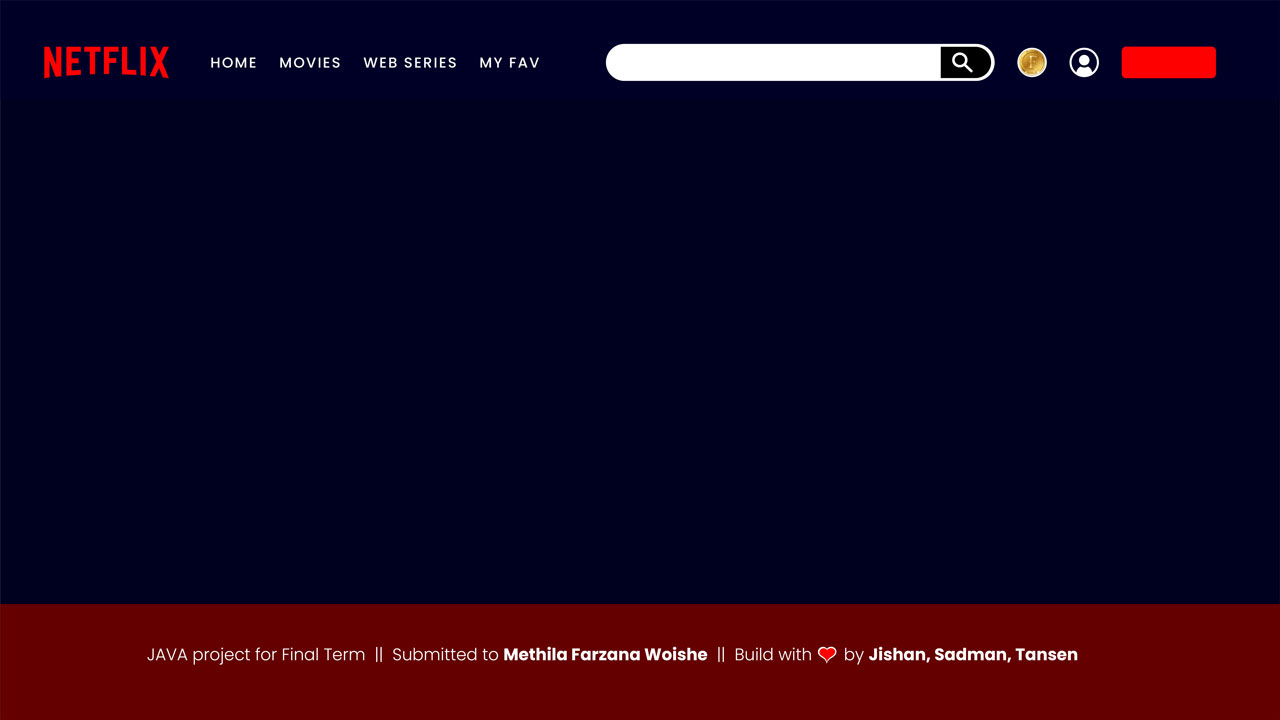 NETFLIX HOME MOVIES WEB SERIES MY FAV
JAVA project for Final Term || Submitted to Methila Farzana Woishe || Build with by Jishan, Sadman, Tansen